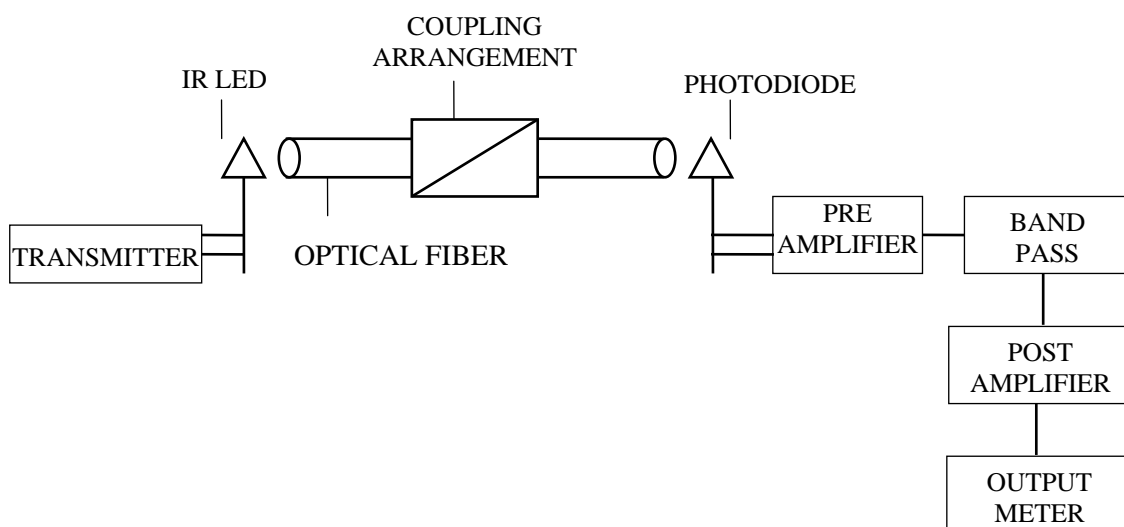 COUPLING
ARRANGEMENT
IR LED
PHOTODIODE
TRANSMITTER
OPTICAL FIBER
PRE
AMPLIFIER
BAND
PASS
POST
AMPLIFIER
OUTPUT
METER